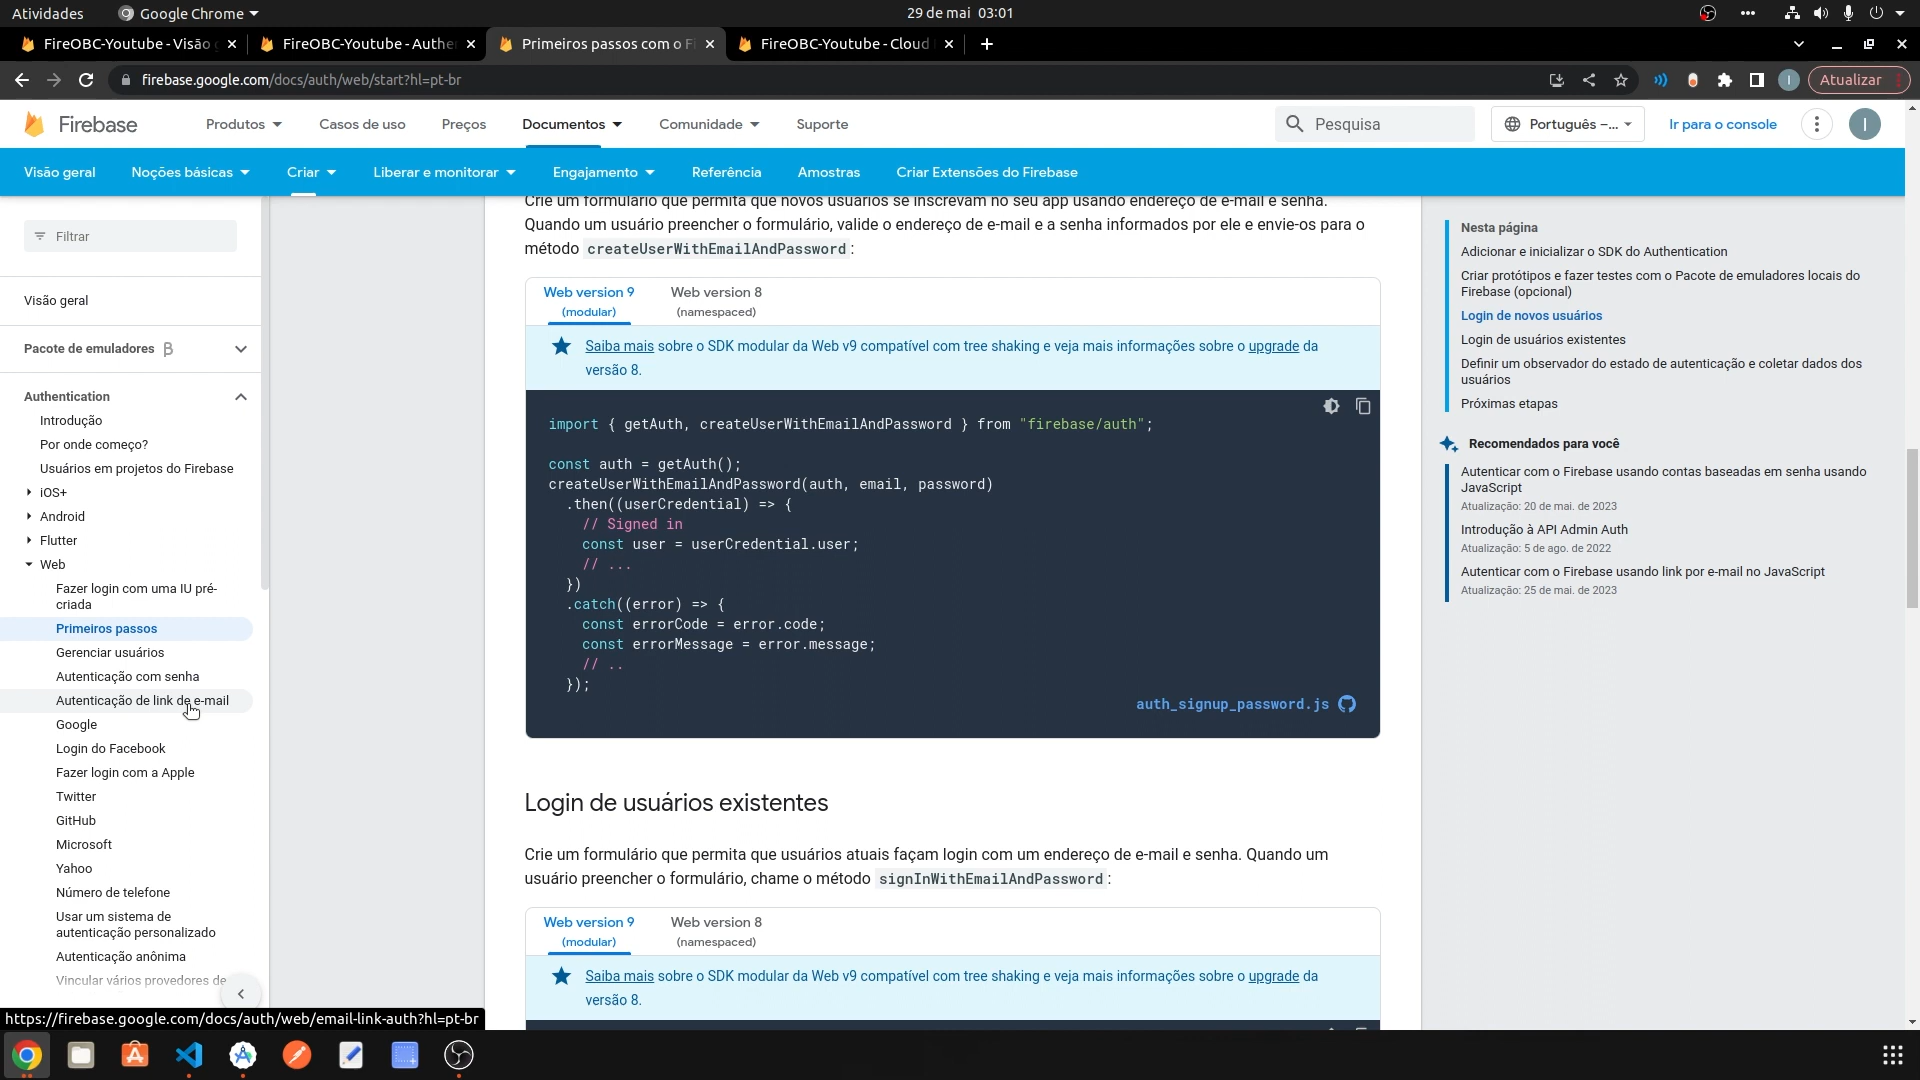 Atividades
Google Chrome
29 de mai 03:01
FireOBC-Youtube - Visão
FireOBC-Youtube - Authe
Primeiros passos com o F
FireOBC-Youtube - Cloud
firebase.google.com/docs/auth/web/start?hl=pt-br
I
Atualizar
Firebase
Produtos
Casos de uso
Preços
Documentos
Comunidade
Suporte
Pesquisa
Português –...
Ir para o console
I
Visão geral
Noções básicas
Criar
Liberar e monitorar
Engajamento
Referência
Amostras
Criar Extensões do Firebase
Filtrar
Visão geral
Pacote de emuladores β
Authentication
Introdução
Por onde começo?
Usuários em projetos do Firebase
iOS+
Android
Flutter
Web
Fazer login com uma IU pré-
criada
Primeiros passos
Gerenciar usuários
Autenticação com senha
Autenticação de link de e-mail
Google
Login do Facebook
Fazer login com a Apple
Twitter
GitHub
Microsoft
Yahoo
Número de telefone
Usar um sistema de
autenticação personalizado
Autenticação anônima
Vincular vários provedores de
https://firebase.google.com/docs/auth/web/email-link-auth?hl=pt-br
Crie um formulário que permita que novos usuários se inscrevam no seu app usando endereço de e-mail e senha.
Quando um usuário preencher o formulário, valide o endereço de e-mail e a senha informados por ele e envie-os para o
método createUserWithEmailAndPassword:
Web version 9
(modular)
Web version 8
(namespaced)
Saiba mais sobre o SDK modular da Web v9 compatível com tree shaking e veja mais informações sobre o upgrade da
versão 8.
import { getAuth, createUserWithEmailAndPassword } from "firebase/auth";
const auth = getAuth();
createUserWithEmailAndPassword(auth, email, password)
.then((userCredential) => {
// Signed in
const user = userCredential.user;
// ...
})
.catch((error) => {
const errorCode = error.code;
const errorMessage = error.message;
// ..
});
auth_signup_password.js
Login de usuários existentes
Crie um formulário que permita que usuários atuais façam login com um endereço de e-mail e senha. Quando um
usuário preencher o formulário, chame o método signInWithEmailAndPassword:
Web version 9
(modular)
Web version 8
(namespaced)
Saiba mais sobre o SDK modular da Web v9 compatível com tree shaking e veja mais informações sobre o upgrade da
versão 8.
Nesta página
Adicionar e inicializar o SDK do Authentication
Criar protótipos e fazer testes com o Pacote de emuladores locais do
Firebase (opcional)
Login de novos usuários
Login de usuários existentes
Definir um observador do estado de autenticação e coletar dados dos
usuários
Próximas etapas
Recomendados para você
Autenticar com o Firebase usando contas baseadas em senha usando
JavaScript
Atualização: 20 de mai. de 2023
Introdução à API Admin Auth
Atualização: 5 de ago. de 2022
Autenticar com o Firebase usando link por e-mail no JavaScript
Atualização: 25 de mai. de 2023